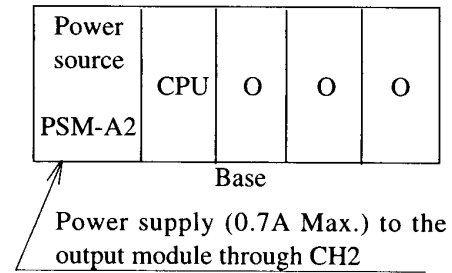 Power
source
PSM-A2
CPU
O
O
O
Base
Power supply (0.7A Max.) to the
output module through CH2